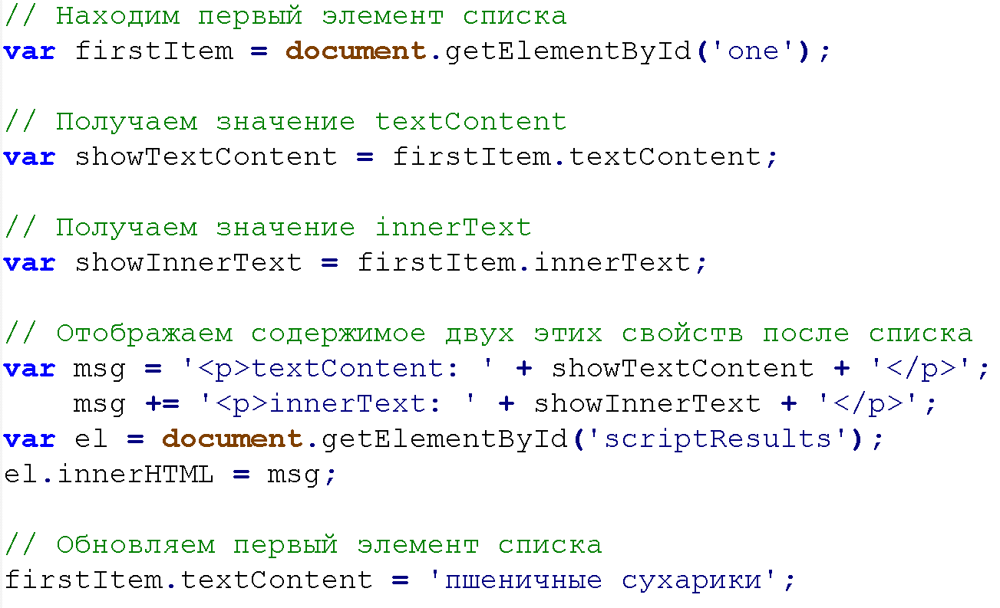 // Находим первый элемент списка
var firstItem = document.getElementById('one');
// Получаем значение textContent
var showTextContent = firstItem.textContent;
// Получаем значение innerText
var showInnerText = firstItem.innerText;
// Отображаем содержимое двух этих свойств после списка
var msg = '<p>textContent: ' + showTextContent + '</p>';
    msg += '<p>innerText: ' + showInnerText + '</p>';
var el = document.getElementById('scriptResults');
el.innerHTML = msg;
// Обновляем первый элемент списка
firstItem.textContent = 'пшеничные сухарики';